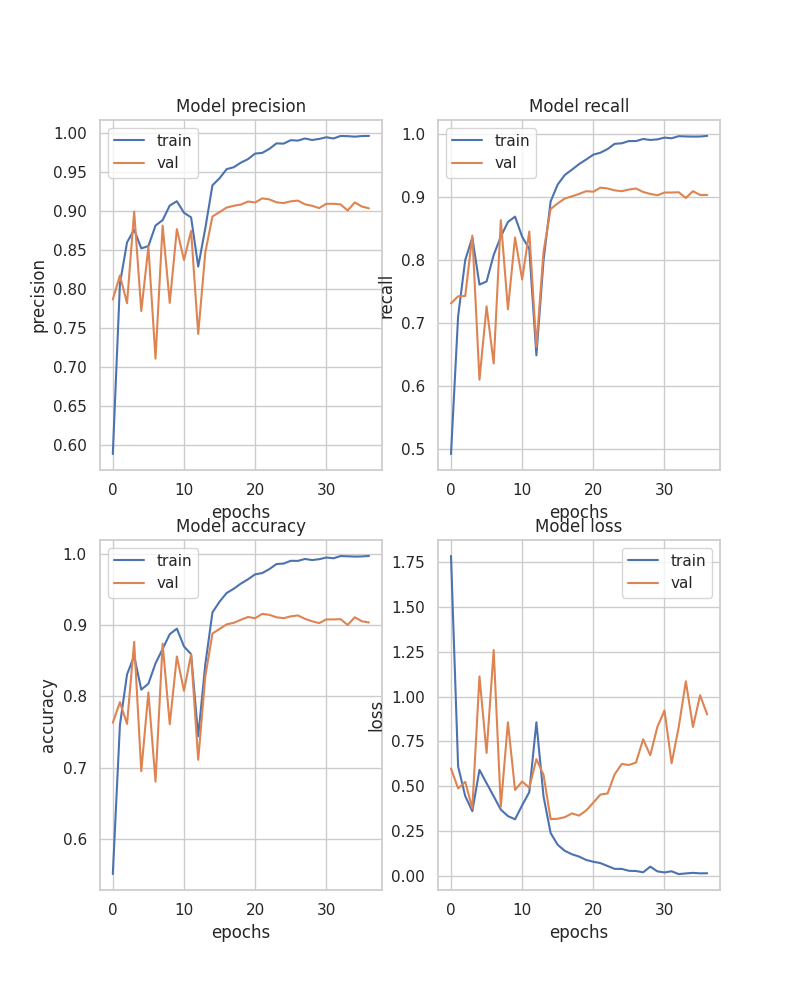 Model precision
train
val
1.00
0.95
0.90
0.85
0.80
0.75
0.70
0.65
0.60
precision
0 10 20 30
epochs
Model recall
train
val
1.0
0.9
0.8
0.7
0.6
0.5
recall
0 10 20 30
epochs
Model accuracy
train
val
1.0
0.9
0.8
0.7
0.6
accuracy
0 10 20 30
epochs
Model loss
train
val
1.75
1.50
1.25
1.00
0.75
0.50
0.25
0.00
loss
0 10 20 30
epochs